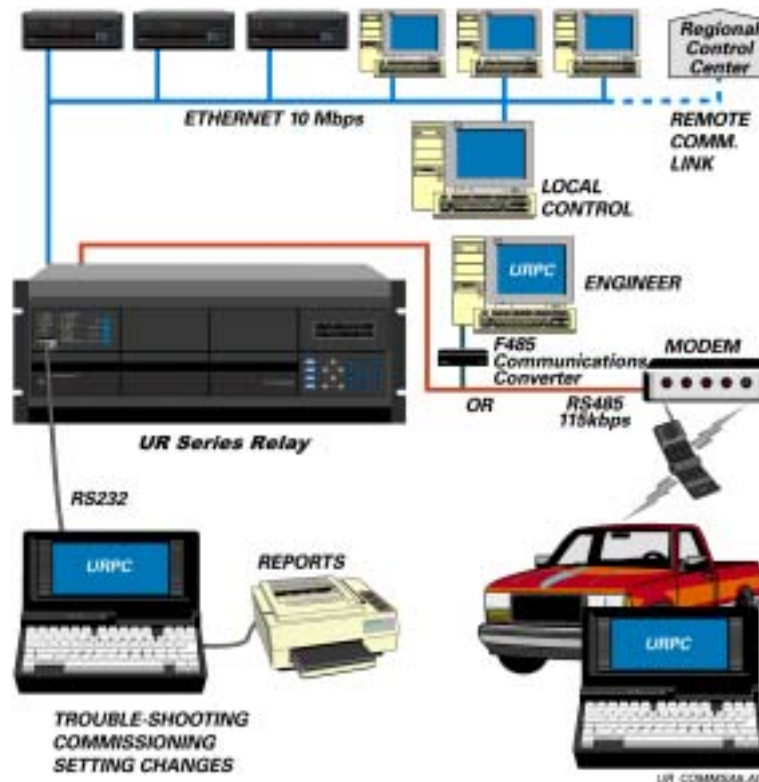 Regional
Control
Center
ETHERNET 10 Mbps
REMOTE
COMM.
LINK
LOCAL
CONTROL
URPC
ENGINEER
F485
Communications
Converter
MODEM
OR
RS485
115kbps
UR Series Relay
RS232
URPC
REPORTS
URPC
TROUBLE-SHOOTING
COMMISSIONING
SETTING CHANGES